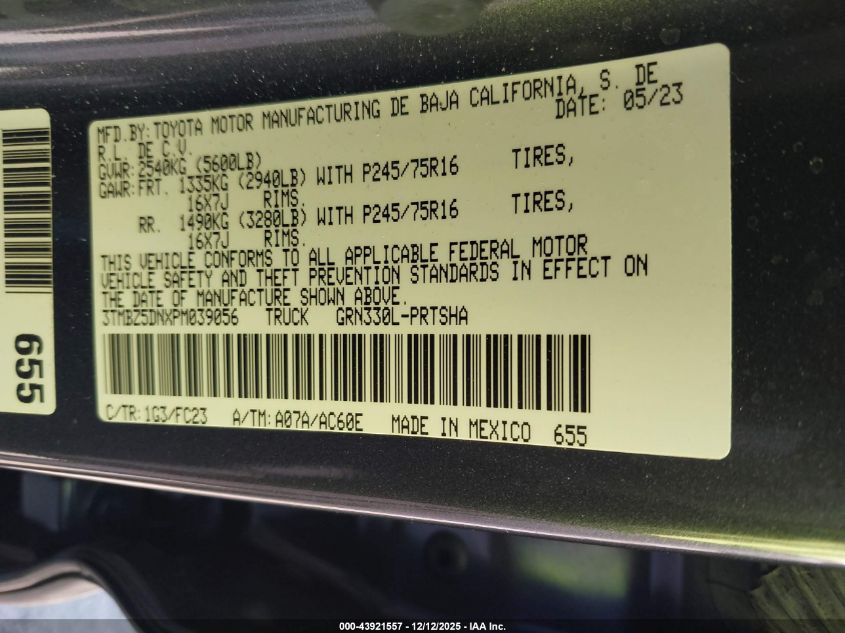 MFD.BY: TOYOTA MOTOR MANUFACTURING DE BAJA CALIFORNIA, S. DE
R.L. DE C.V. DATE: 05/23
GVWR: 2540KG (5600LB)
GAWR: FRT. 1335KG (2940LB) WITH P245/75R16 TIRES,
16X7J RIMS.
RR. 1490KG (3280LB) WITH P245/75R16 TIRES,
16X7J RIMS.
THIS VEHICLE CONFORMS TO ALL APPLICABLE FEDERAL MOTOR
VEHICLE SAFETY AND THEFT PREVENTION STANDARDS IN EFFECT ON
THE DATE OF MANUFACTURE SHOWN ABOVE.
3TMBZ5DNXPM039056 TRUCK GRN330L-PRTSHA
C/TR: 1G3/FC23 A/TM: A07A/AC60E MADE IN MEXICO 655
655
000-43921557 - 12/12/2025 - IAA Inc.